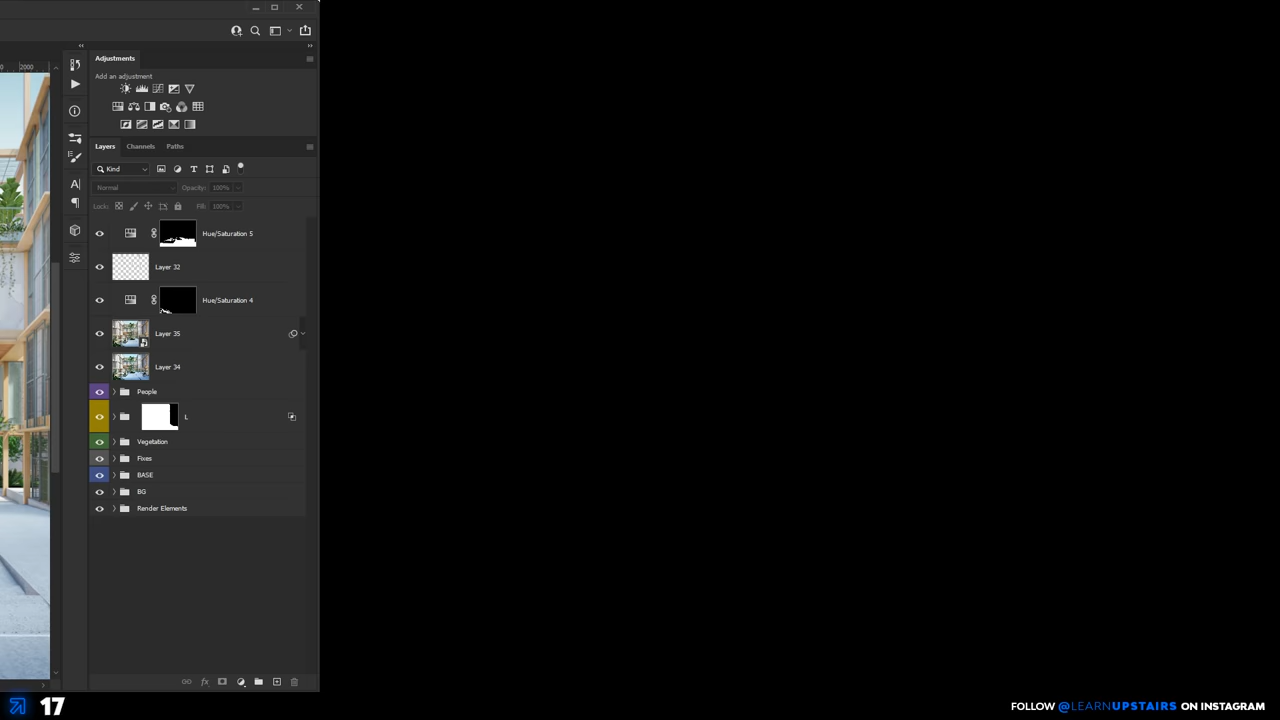 2000
Adjustments
Add an adjustment
Layers Channels Paths
Kind
Normal Opacity: 100%
Lock: Fill: 100%
Hue/Saturation 5
Layer 32
Hue/Saturation 4
Layer 35
Layer 34
People
L
Vegetation
Fixes
BASE
BG
Render Elements
17
FOLLOW @LEARNUPSTAIRS ON INSTAGRAM